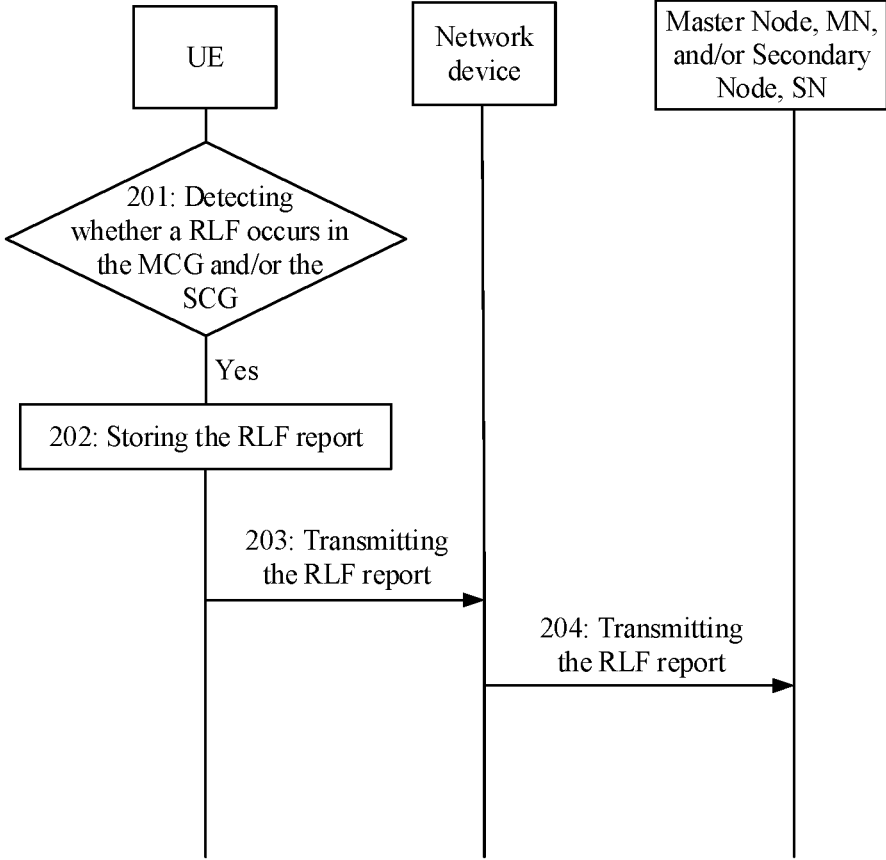 UE
Network
device
Master Node, MN,
and/or Secondary
Node, SN
201: Detecting
whether a RLF occurs in
the MCG and/or the
SCG
Yes
202: Storing the RLF report
203: Transmitting
the RLF report
204: Transmitting
the RLF report